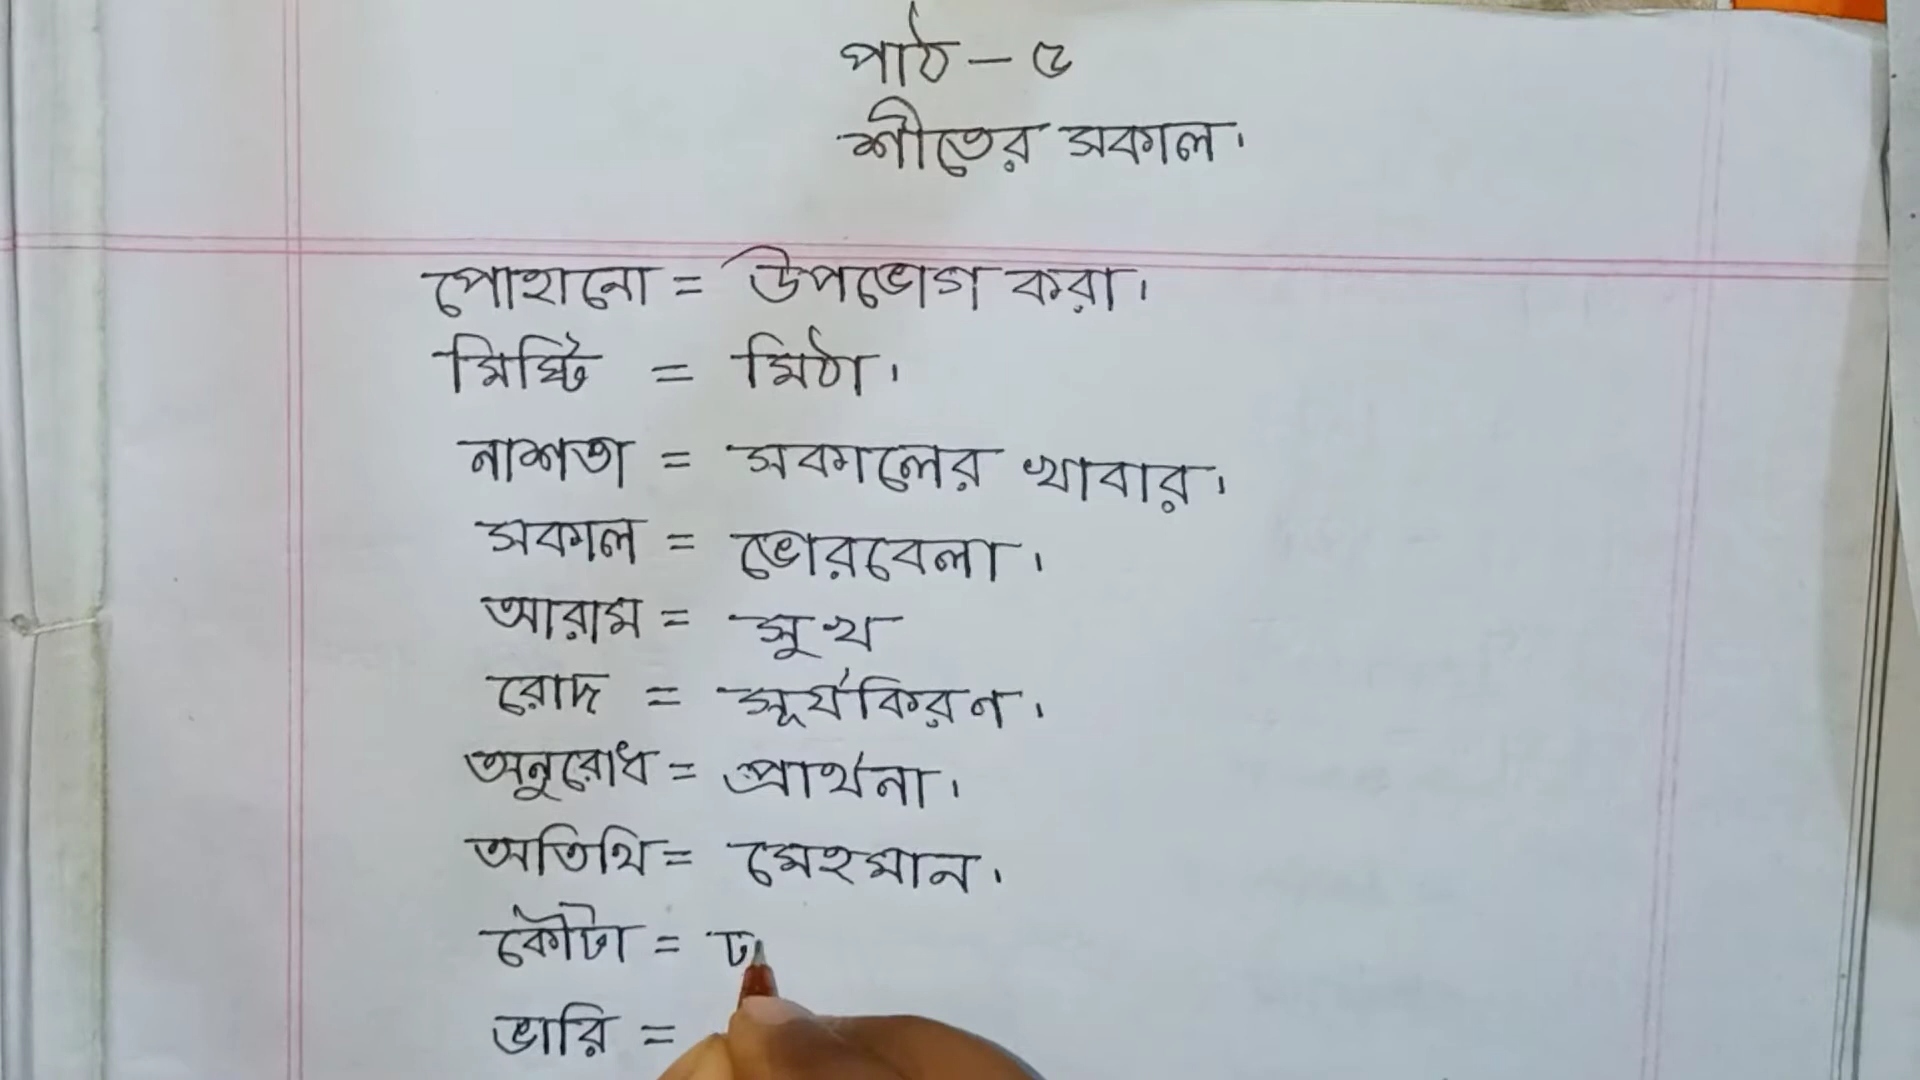 পাঠ - ৫
শীতের সকাল।
পোহানো = উপভোগ করা।
মিষ্টি = মিঠা।
নাশতা = সকালের খাবার।
সকাল = ভোরবেলা।
আরাম = সুখ
রোদ = সূর্যকিরণ।
অনুরোধ = প্রার্থনা।
অতিথি = মেহমান।
কৌটা =
ভারি =